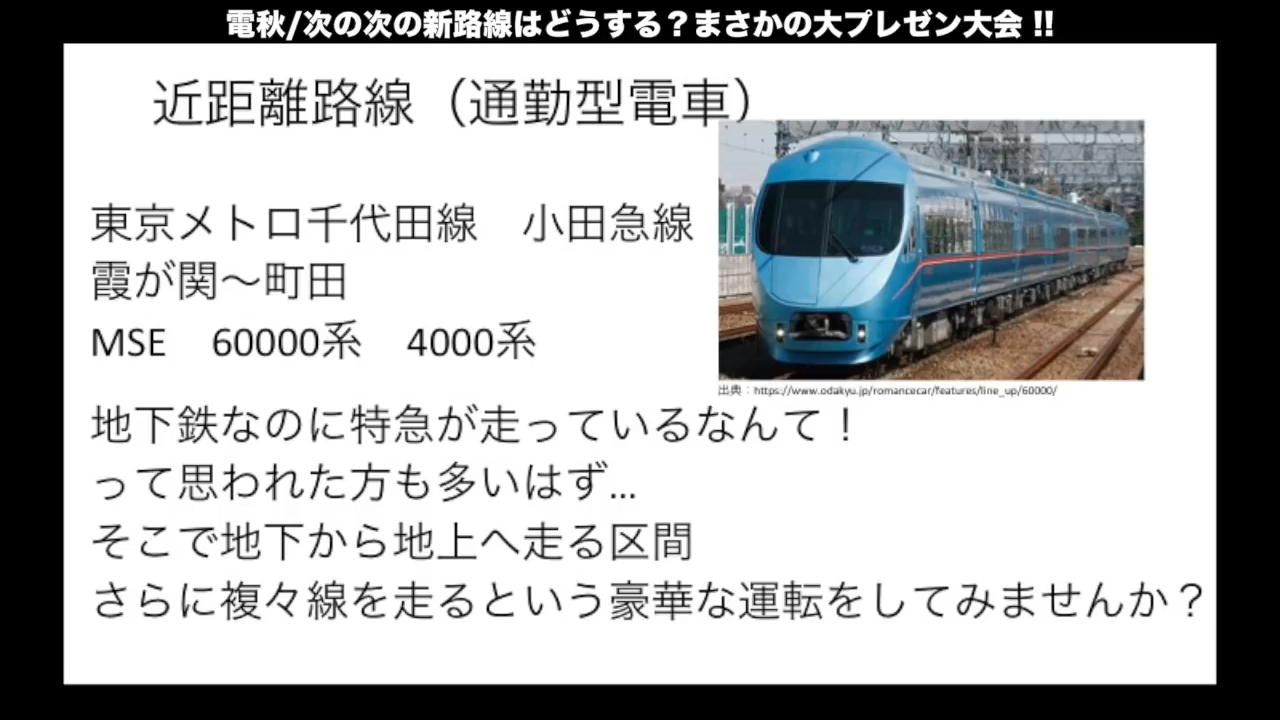 電秋/次の次の新路線はどうする？まさかの大プレゼン大会 !!
近距離路線（通勤型電車）
東京メトロ千代田線　小田急線
霞が関～町田
MSE　60000系　4000系
出典：https://www.odakyu.jp/romancecar/features/line_up/60000/
地下鉄なのに特急が走っているなんて！
って思われた方も多いはず…
そこで地下から地上へ走る区間
さらに複々線を走るという豪華な運転をしてみませんか？